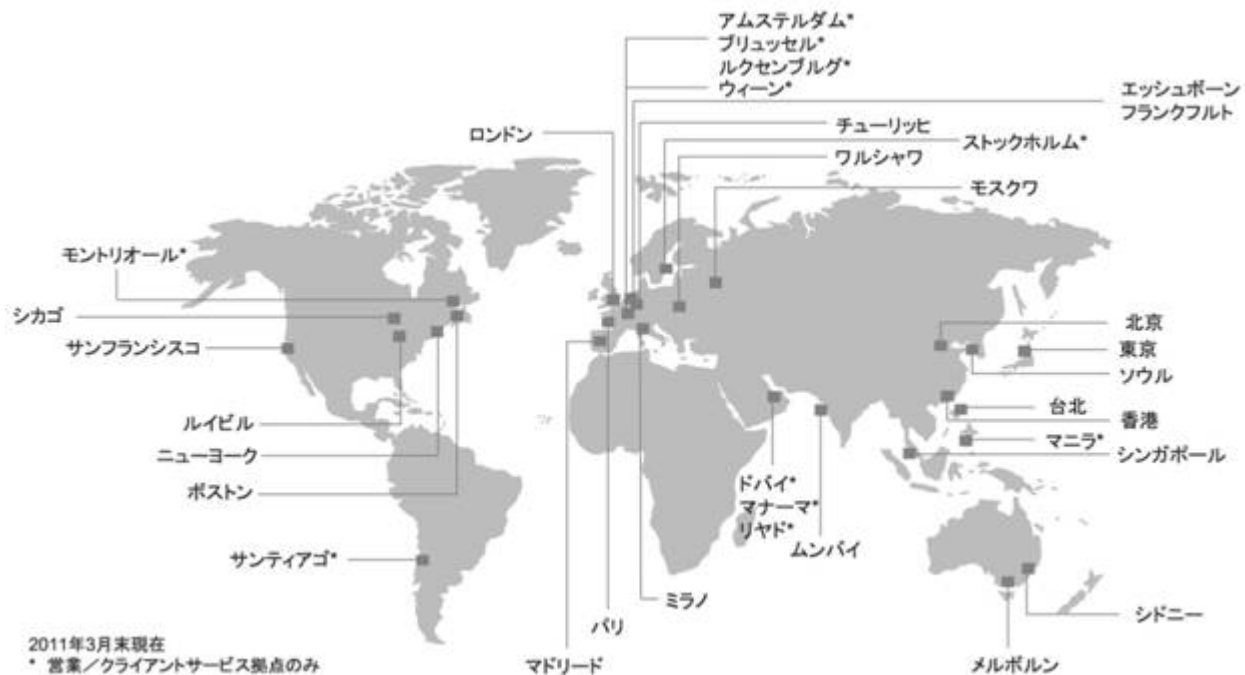 アムステルダム*
ブリュッセル*
ルクセンブルグ*
ウィーン*
エッシュボーン
フランクフルト
ロンドン
チューリッヒ
ストックホルム*
ワルシャワ
モスクワ
モントリオール*
シカゴ
サンフランシスコ
北京
東京
ソウル
ルイビル
台北
香港
ニューヨーク
マニラ*
シンガポール
ボストン
ドバイ*
マナーマ*
リヤド*
ムンバイ
サンティアゴ*
ミラノ
シドニー
パリ
2011年3月末現在
* 営業/クライアントサービス拠点のみ
マドリード
メルボルン